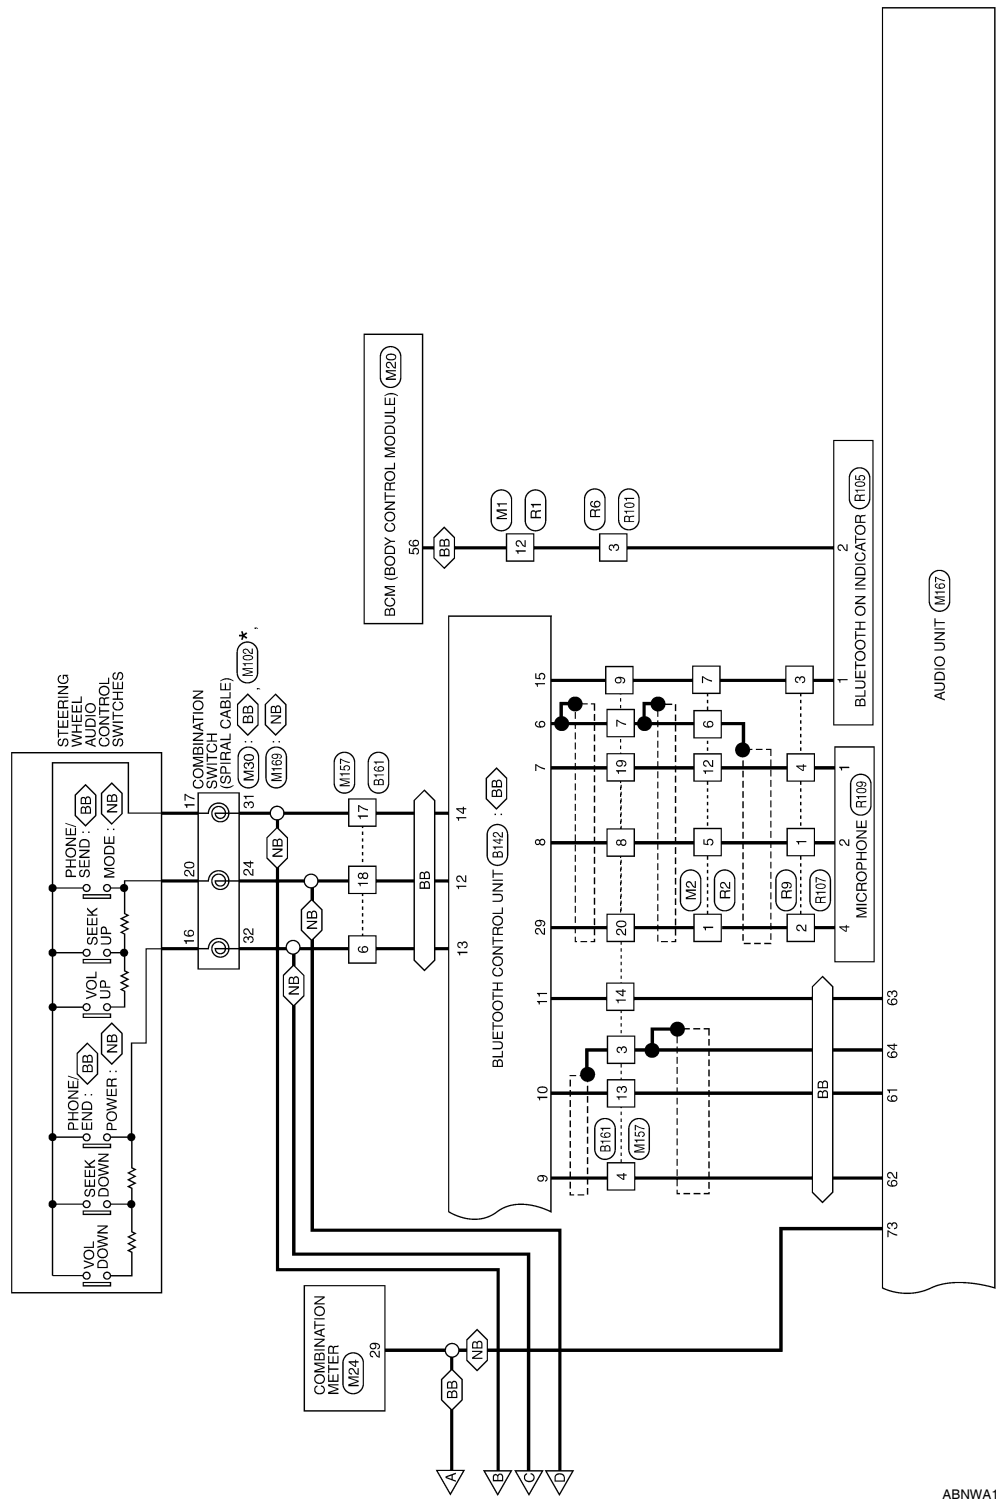 STEERING
WHEEL
AUDIO
CONTROL
SWITCHES
VOL
DOWN
SEEK
DOWN
PHONE/
END : BB
POWER : NB
VOL
UP
SEEK
UP
PHONE/
SEND : BB
MODE : NB
16
20
17
COMBINATION
SWITCH
(SPIRAL CABLE)
M30 : BB , M102 *
M169 : NB
32
24
31
NB
NB
NB
6
18
17
M157
B161
BB
13
12
14
BLUETOOTH CONTROL UNIT B142 : BB
9
10
11
29
8
7
6
15
BCM (BODY CONTROL MODULE) M20
56
BB
12
M1
R1
3
R6
R101
4
13
3
14
20
8
19
7
9
B161
M157
1
5
12
6
7
M2
R2
2
1
4
3
R9
R107
4
2
1
MICROPHONE R109
1
2
BLUETOOTH ON INDICATOR R105
BB
73
62
61
64
63
AUDIO UNIT M167
COMBINATION
METER
M24
29
BB
NB
A
B
C
D
ABNWA1